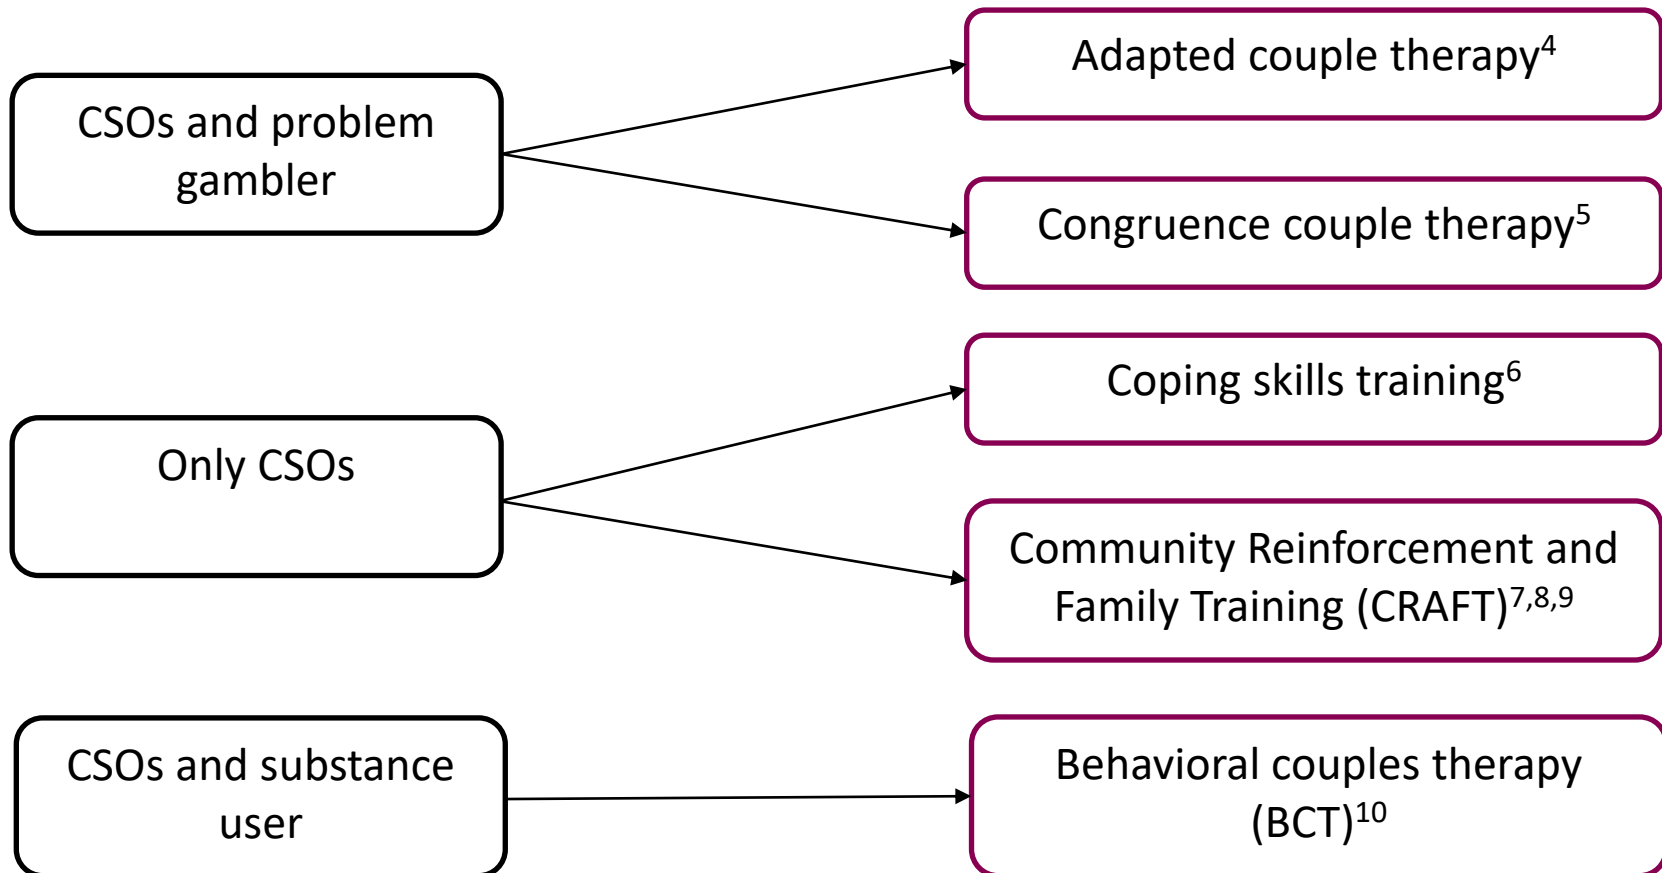 CSOs and problem
gambler
Adapted couple therapy⁴
Congruence couple therapy⁵
Only CSOs
Coping skills training⁶
Community Reinforcement and
Family Training (CRAFT)⁷,⁸,⁹
CSOs and substance
user
Behavioral couples therapy
(BCT)¹⁰